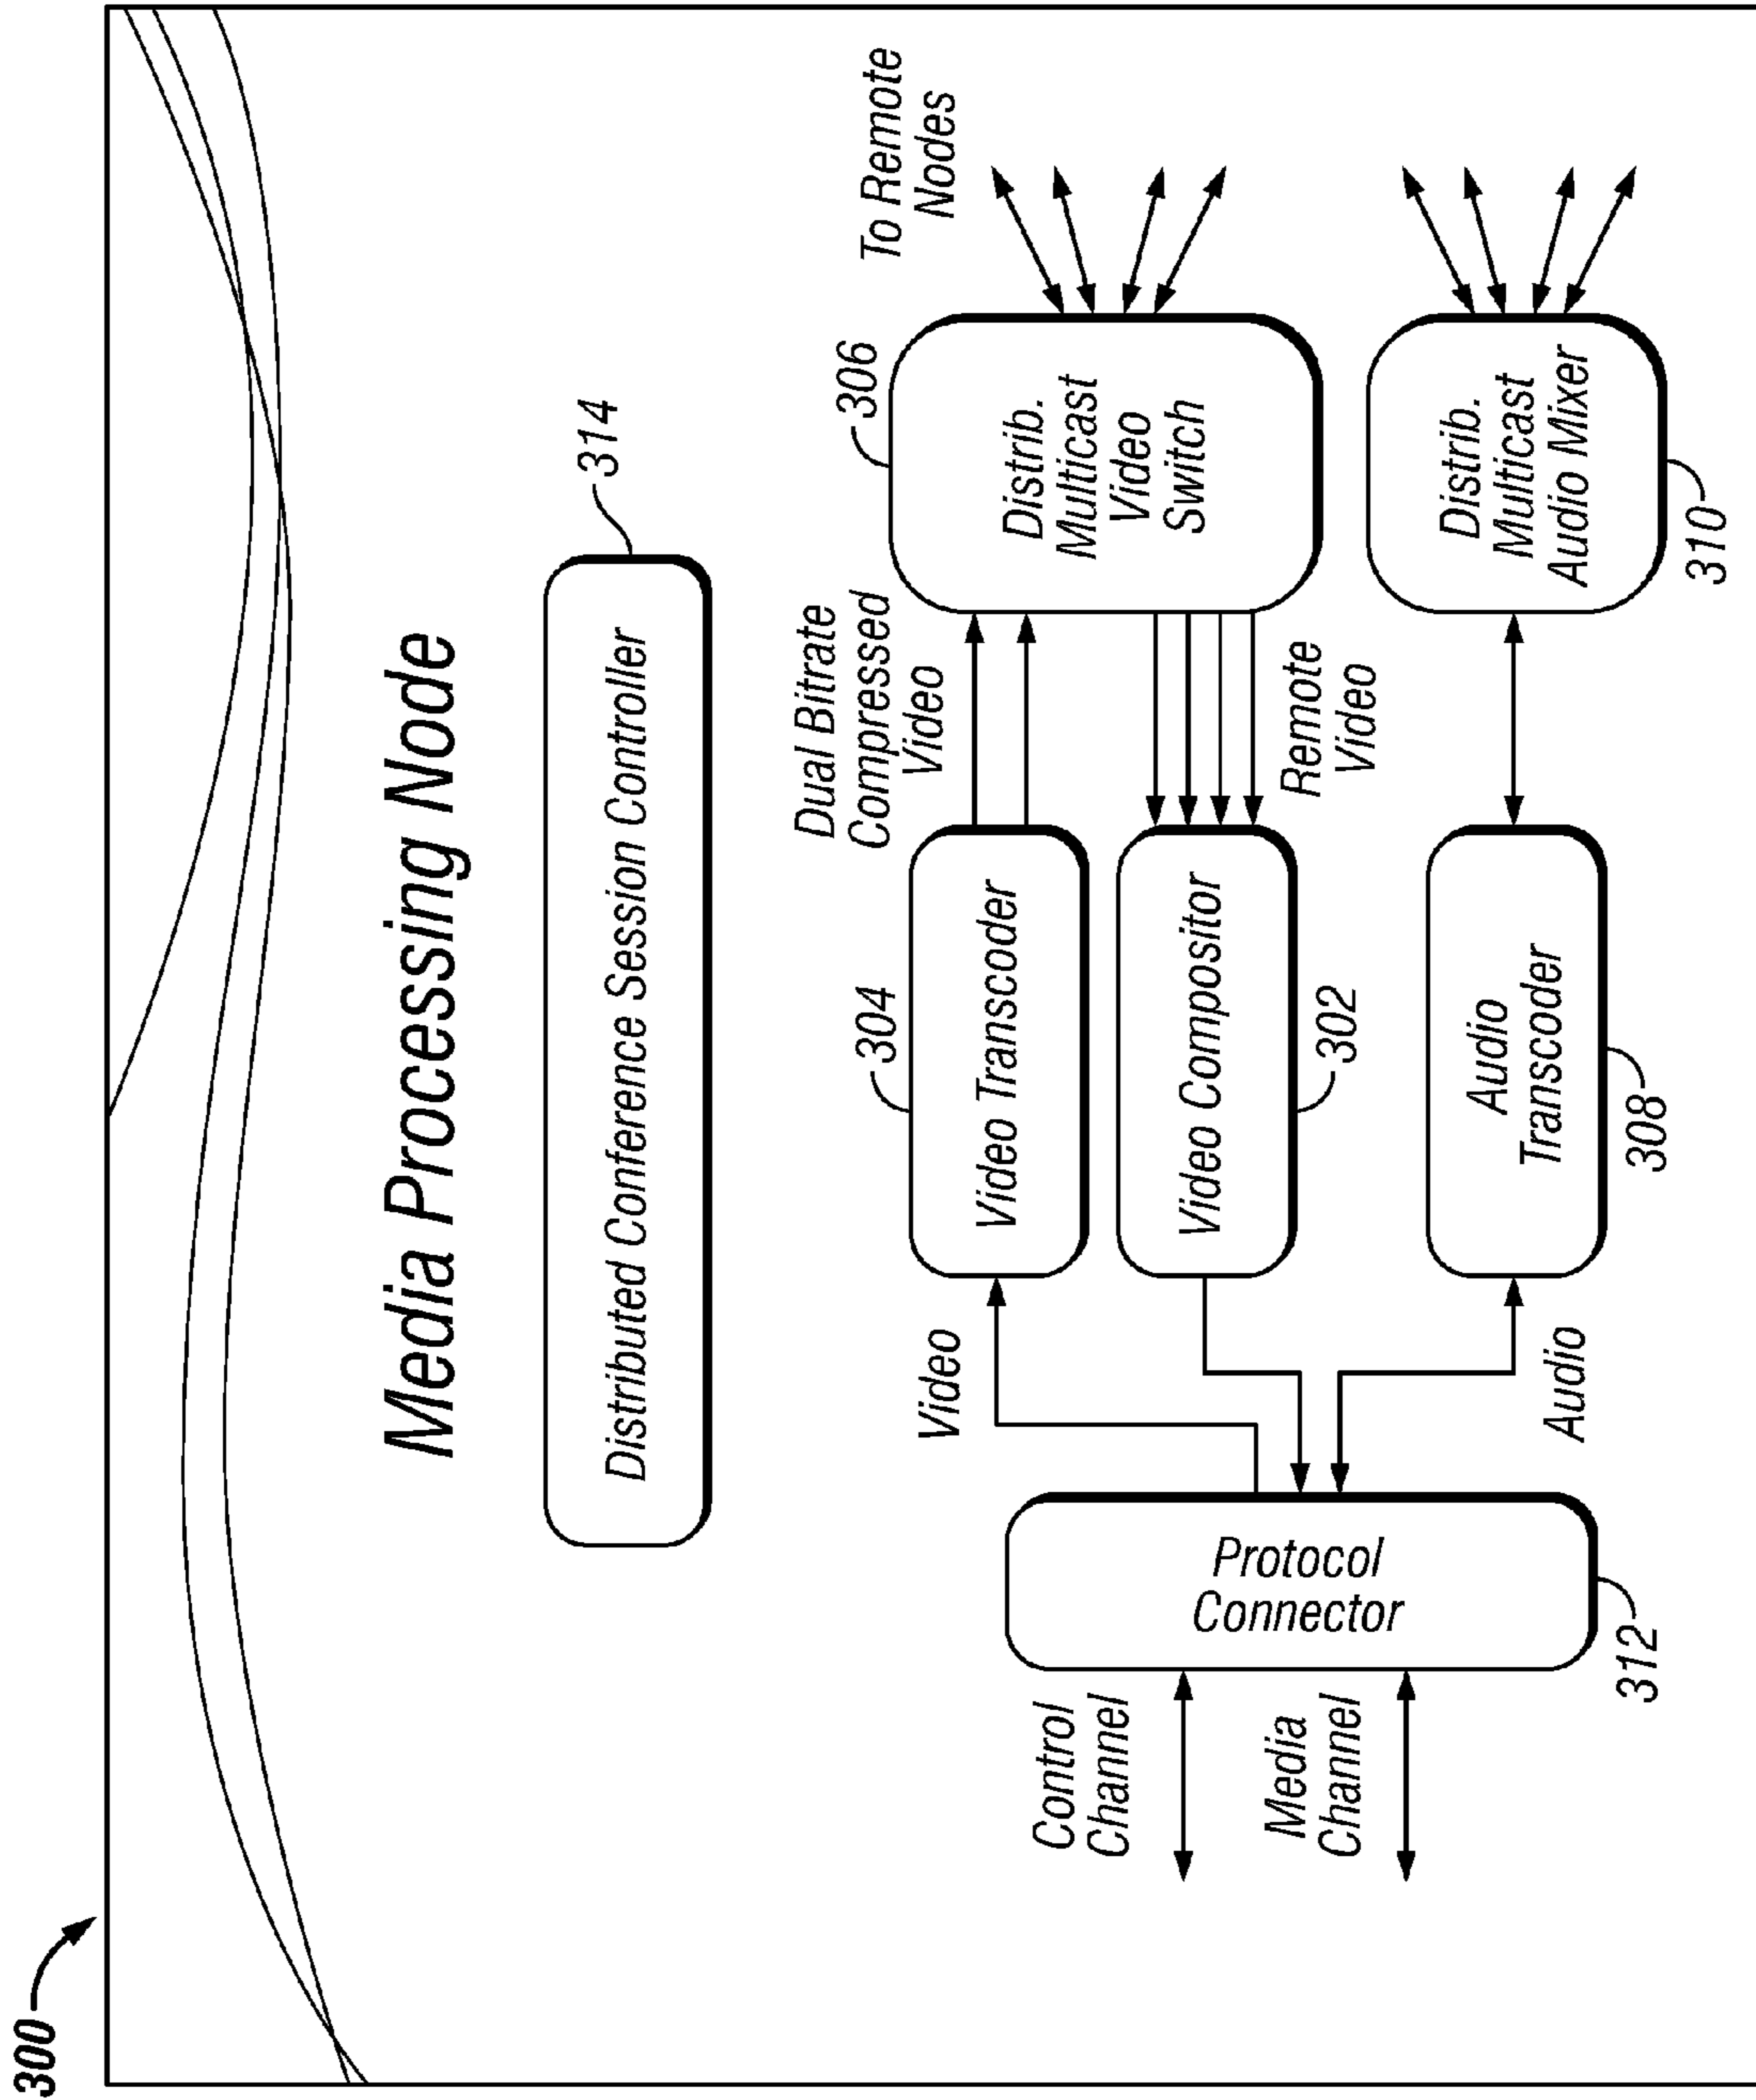 300
Media Processing Node
Distributed Conference Session Controller
314
Dual Bitrate
Compressed
Video
To Remote
Nodes
304
306
Video
Video Transcoder
Distrib.
Multicast
Video
Switch
Control
Channel
Protocol
Connector
Video Compositor
302
Remote
Video
Media
Channel
312
Audio
Audio
Transcoder
308
Distrib.
Multicast
Audio Mixer
310